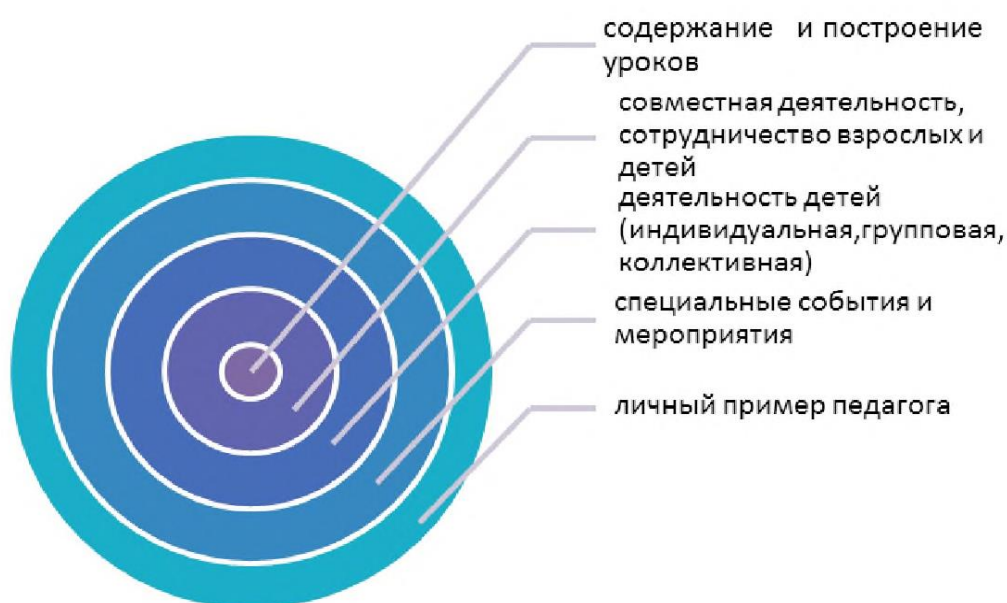 содержание и построение
уроков
совместная деятельность,
сотрудничество взрослых и
детей
деятельность детей
(индивидуальная,групповая,
коллективная)
специальные события и
мероприятия
личный пример педагога